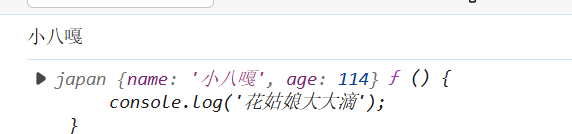 小八嘎
japan {name: '小八嘎', age: 114} ƒ () {
console.log('花姑娘大大滴');
}